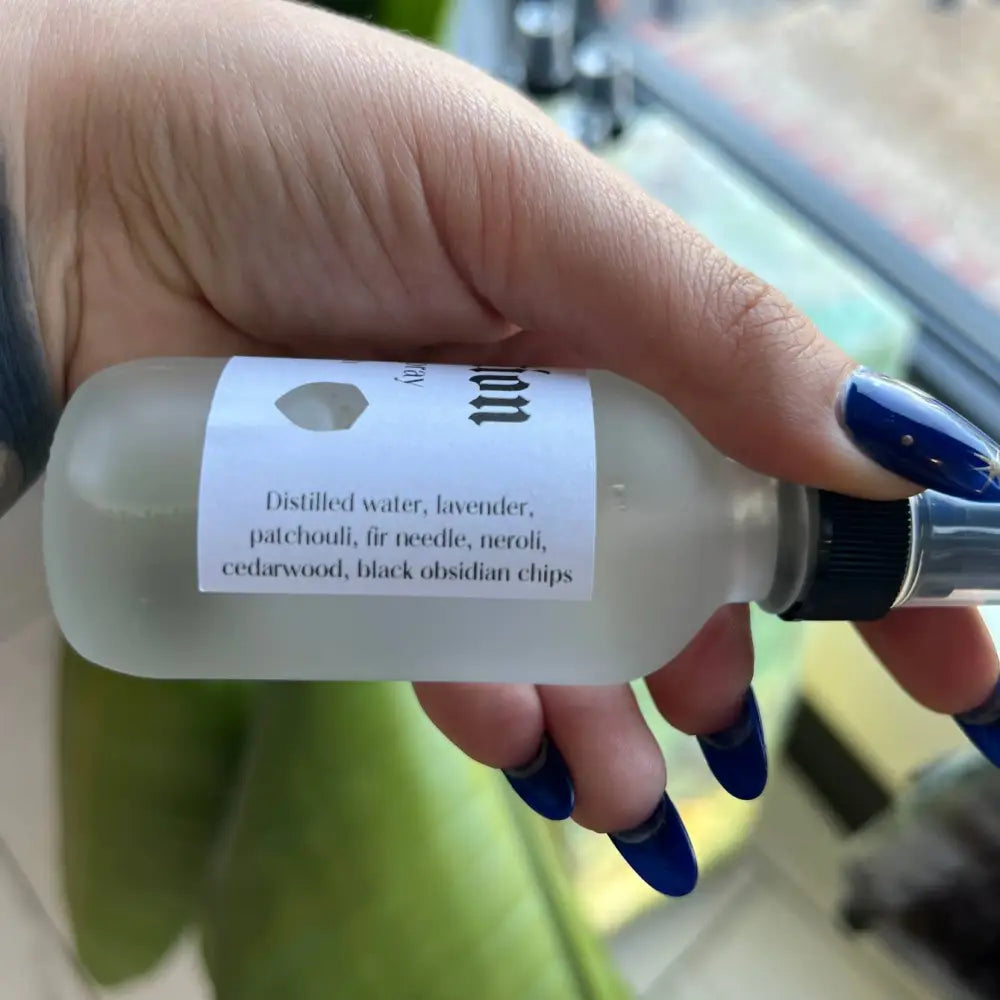 Distilled water, lavender,
patchouli, fir needle, neroli,
cedarwood, black obsidian chips